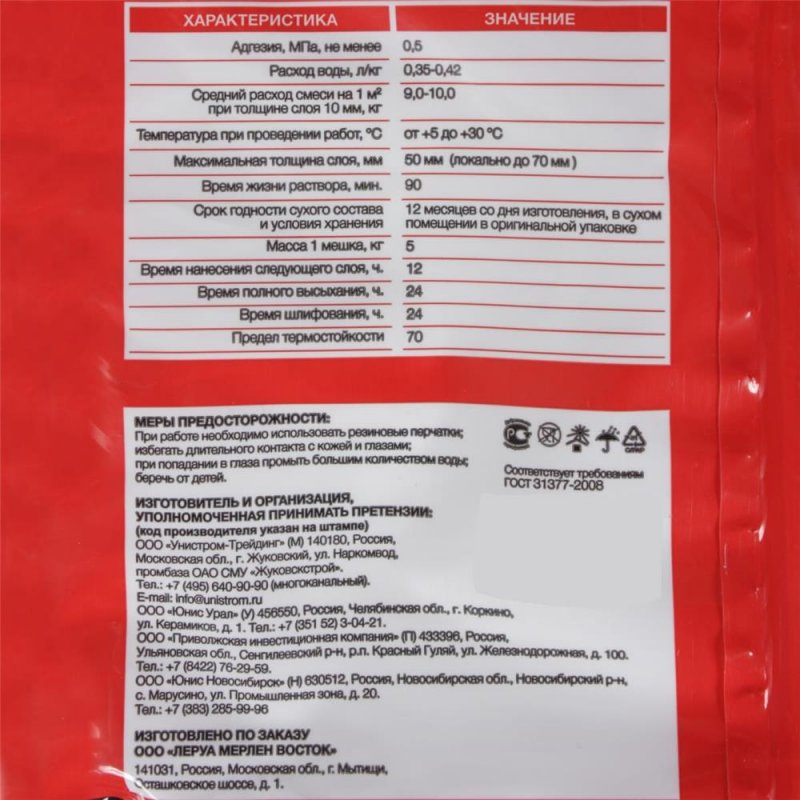 ХАРАКТЕРИСТИКА ЗНАЧЕНИЕ
Адгезия, МПа, не менее 0,5
Расход воды, л/кг 0,35-0,42
Средний расход смеси на 1 м² 9,0-10,0
при толщине слоя 10 мм, кг
Температура при проведении работ, °С от +5 до +30 °С
Максимальная толщина слоя, мм 50 мм (локально до 70 мм)
Время жизни раствора, мин. 90
Срок годности сухого состава 12 месяцев со дня изготовления, в сухом
и условия хранения помещении в оригинальной упаковке
Масса 1 мешка, кг 5
Время нанесения следующего слоя, ч. 12
Время полного высыхания, ч. 24
Время шлифования, ч. 24
Предел термостойкости 70
МЕРЫ ПРЕДОСТОРОЖНОСТИ:
При работе необходимо использовать резиновые перчатки;
избегать длительного контакта с кожей и глазами;
при попадании в глаза промыть большим количеством воды;
беречь от детей.
Соответствует требованиям
ГОСТ 31377-2008
ИЗГОТОВИТЕЛЬ И ОРГАНИЗАЦИЯ,
УПОЛНОМОЧЕННАЯ ПРИНИМАТЬ ПРЕТЕНЗИИ:
(код производителя указан на штампе)
ООО «Унистром-Трейдинг» (М) 140180, Россия,
Московская обл., г. Жуковский, ул. Наркомвод,
промбаза ОАО СМУ «Жуковскстрой».
Тел.: +7 (495) 640-90-90 (многоканальный).
E-mail: info@unistrom.ru
ООО «Юнис Урал» (У) 456550, Россия, Челябинская обл., г. Коркино,
ул. Керамиков, д. 1. Тел.: +7 (351 52) 3-04-21.
ООО «Приволжская инвестиционная компания» (П) 433396, Россия,
Ульяновская обл., Сенгилеевский р-н, р.п. Красный Гуляй, ул. Железнодорожная, д. 100.
Тел.: +7 (8422) 76-29-59.
ООО «Юнис Новосибирск» (Н) 630512, Россия, Новосибирская обл., Новосибирский р-н,
с. Марусино, ул. Промышленная зона, д. 20.
Тел.: +7 (383) 285-99-96
ИЗГОТОВЛЕНО ПО ЗАКАЗУ
ООО «ЛЕРУА МЕРЛЕН ВОСТОК»
141031, Россия, Московская обл., г. Мытищи,
Осташковское шоссе, д. 1.